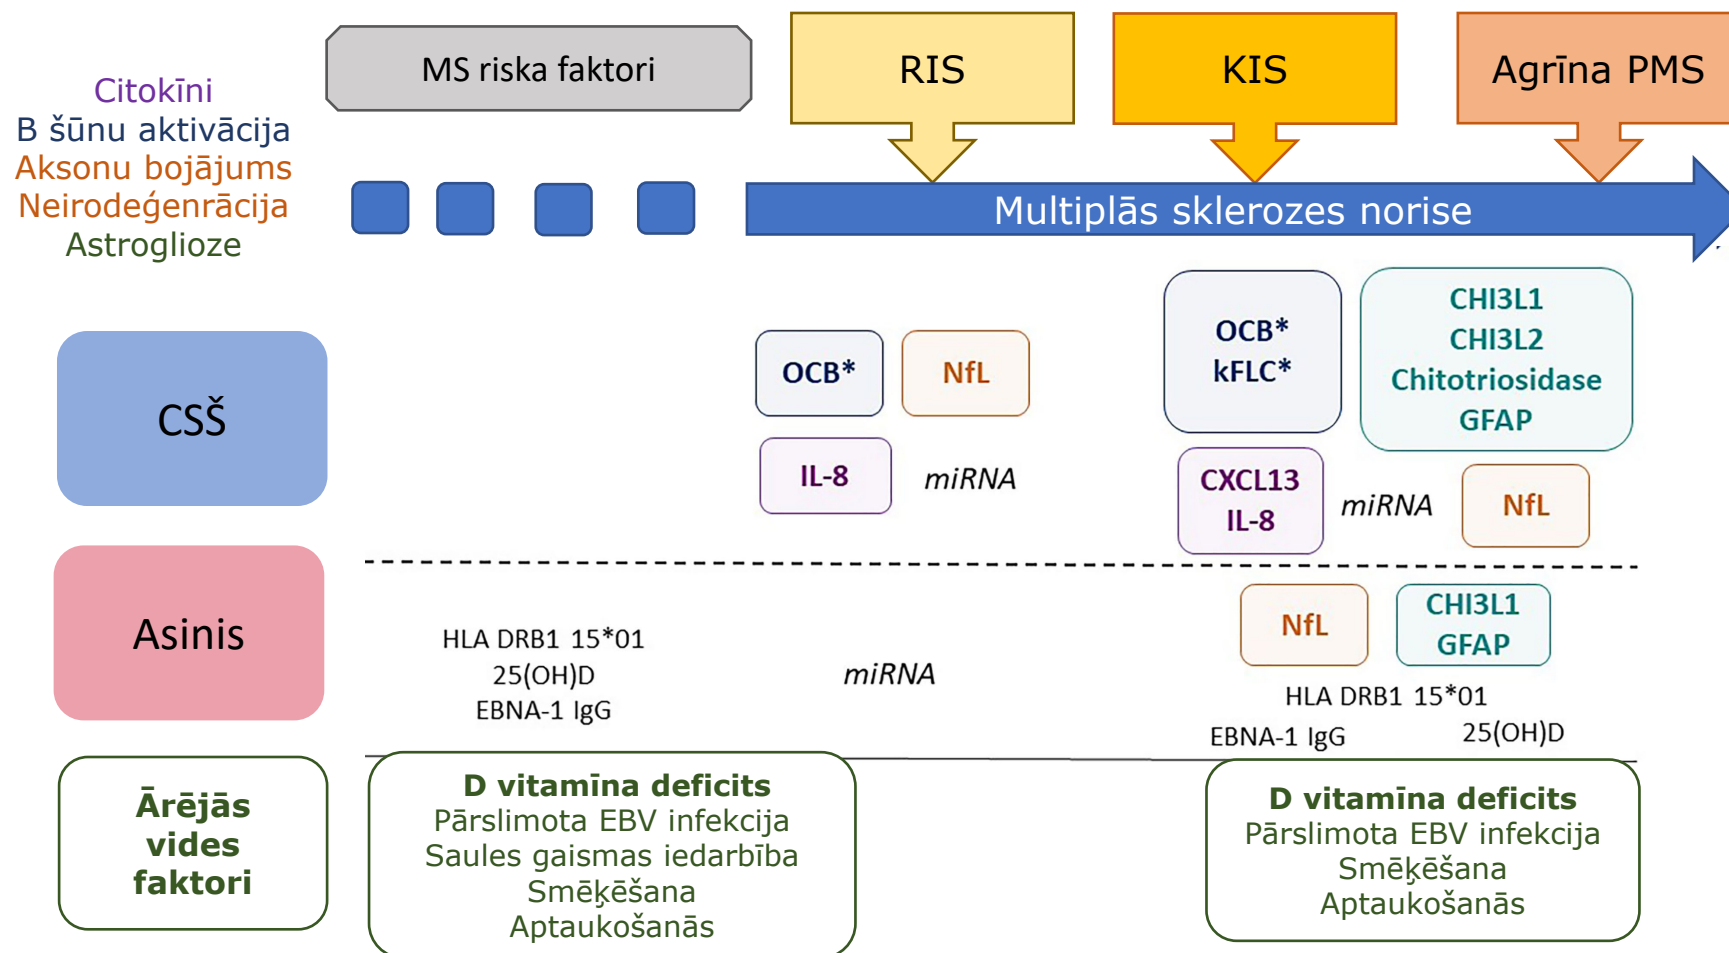 MS riska faktori
RIS
KIS
Agrīna PMS
Citokīni
B šūnu aktivācija
Aksonu bojājums
Neirodeģenrācija
Astroglioze
Multiplās sklerozes norise
CSŠ
OCB*
NfL
IL-8
miRNA
OCB*
kFLC*
CHI3L1
CHI3L2
Chitotriosidase
GFAP
CXCL13
IL-8
miRNA
NfL
Asinis
HLA DRB1 15*01
25(OH)D
EBNA-1 IgG
miRNA
NfL
CHI3L1
GFAP
HLA DRB1 15*01
EBNA-1 IgG
25(OH)D
Ārējās
vides
faktori
D vitamīna deficits
Pārslimota EBV infekcija
Saules gaismas iedarbība
Smēķēšana
Aptaukošanās
D vitamīna deficits
Pārslimota EBV infekcija
Smēķēšana
Aptaukošanās